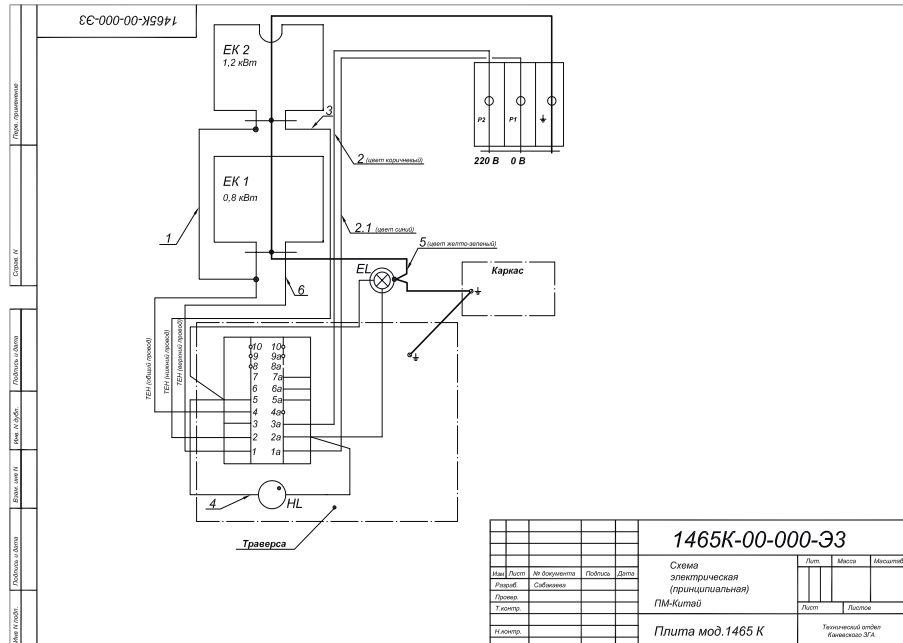 1465К-00-000-ЭЗ
Перв. применение
Справ. N
Подпись и дата
Инв. N дубл.
Взам. инв N
Подпись и дата
Инв N подл.
ЕК 2
1,2 кВт
3
P2
P1
220 В
0 В
2 (цвет коричневый)
ЕК 1
0,8 кВт
1
2.1 (цвет синий)
5 (цвет желто-зеленый)
EL
Каркас
6
ТЕН (общий провод)
ТЕН (нижний провод)
ТЕН (верхний провод)
10 10
9 9а
8 8а
7 7а
6 6а
5 5а
4 4а
3 3а
2 2а
1 1а
4
HL
Траверса
1465К-00-000-ЭЗ
Изм Лист № документа Подпись Дата
Разраб. Сабакаева
Провер.
Т.контр.
Н.контр.
Схема
электрическая
(принципиальная)
ПМ-Китай
Лит. Масса Масштаб
Лист Листов
Плита мод.1465 К
Технический отдел
Каневского ЗГА